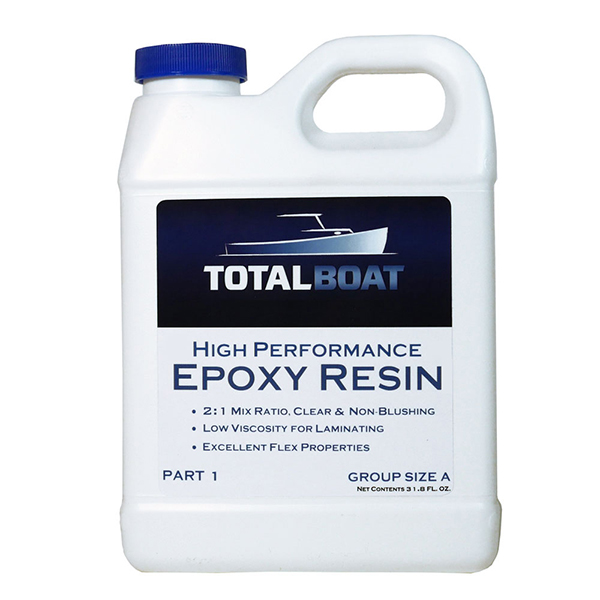 TOTALBOAT
HIGH PERFORMANCE
EPOXY RESIN
• 2:1 MIX RATIO, CLEAR & NON-BLUSHING
• LOW VISCOSITY FOR LAMINATING
• EXCELLENT FLEX PROPERTIES
PART 1 GROUP SIZE A
NET CONTENTS 31.8 FL. OZ.